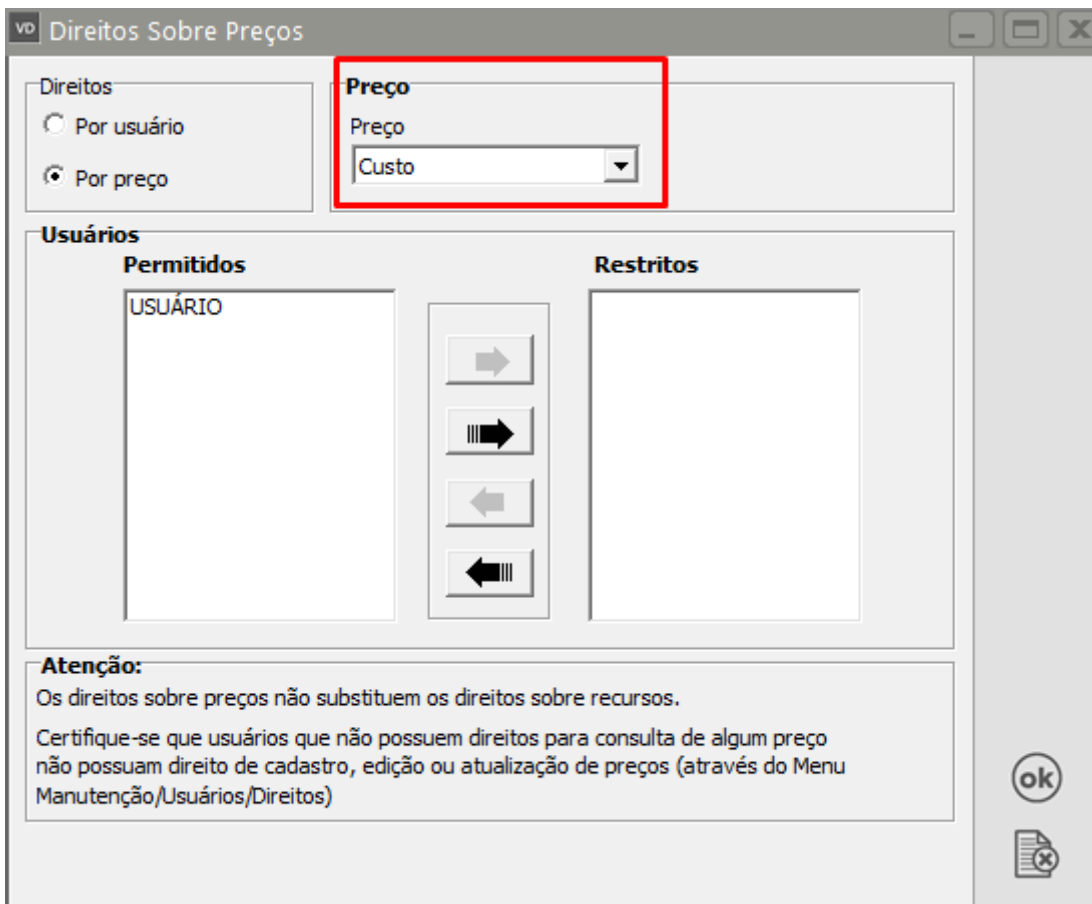 VD Direitos Sobre Preços
Direitos
Por usuário
Por preço
Preço
Preço
Custo
Usuários
Permitidos
Restritos
USUÁRIO
Atenção:
Os direitos sobre preços não substituem os direitos sobre recursos.
Certifique-se que usuários que não possuem direitos para consulta de algum preço
não possuam direito de cadastro, edição ou atualização de preços (através do Menu
Manutenção/Usuários/Direitos)
ok